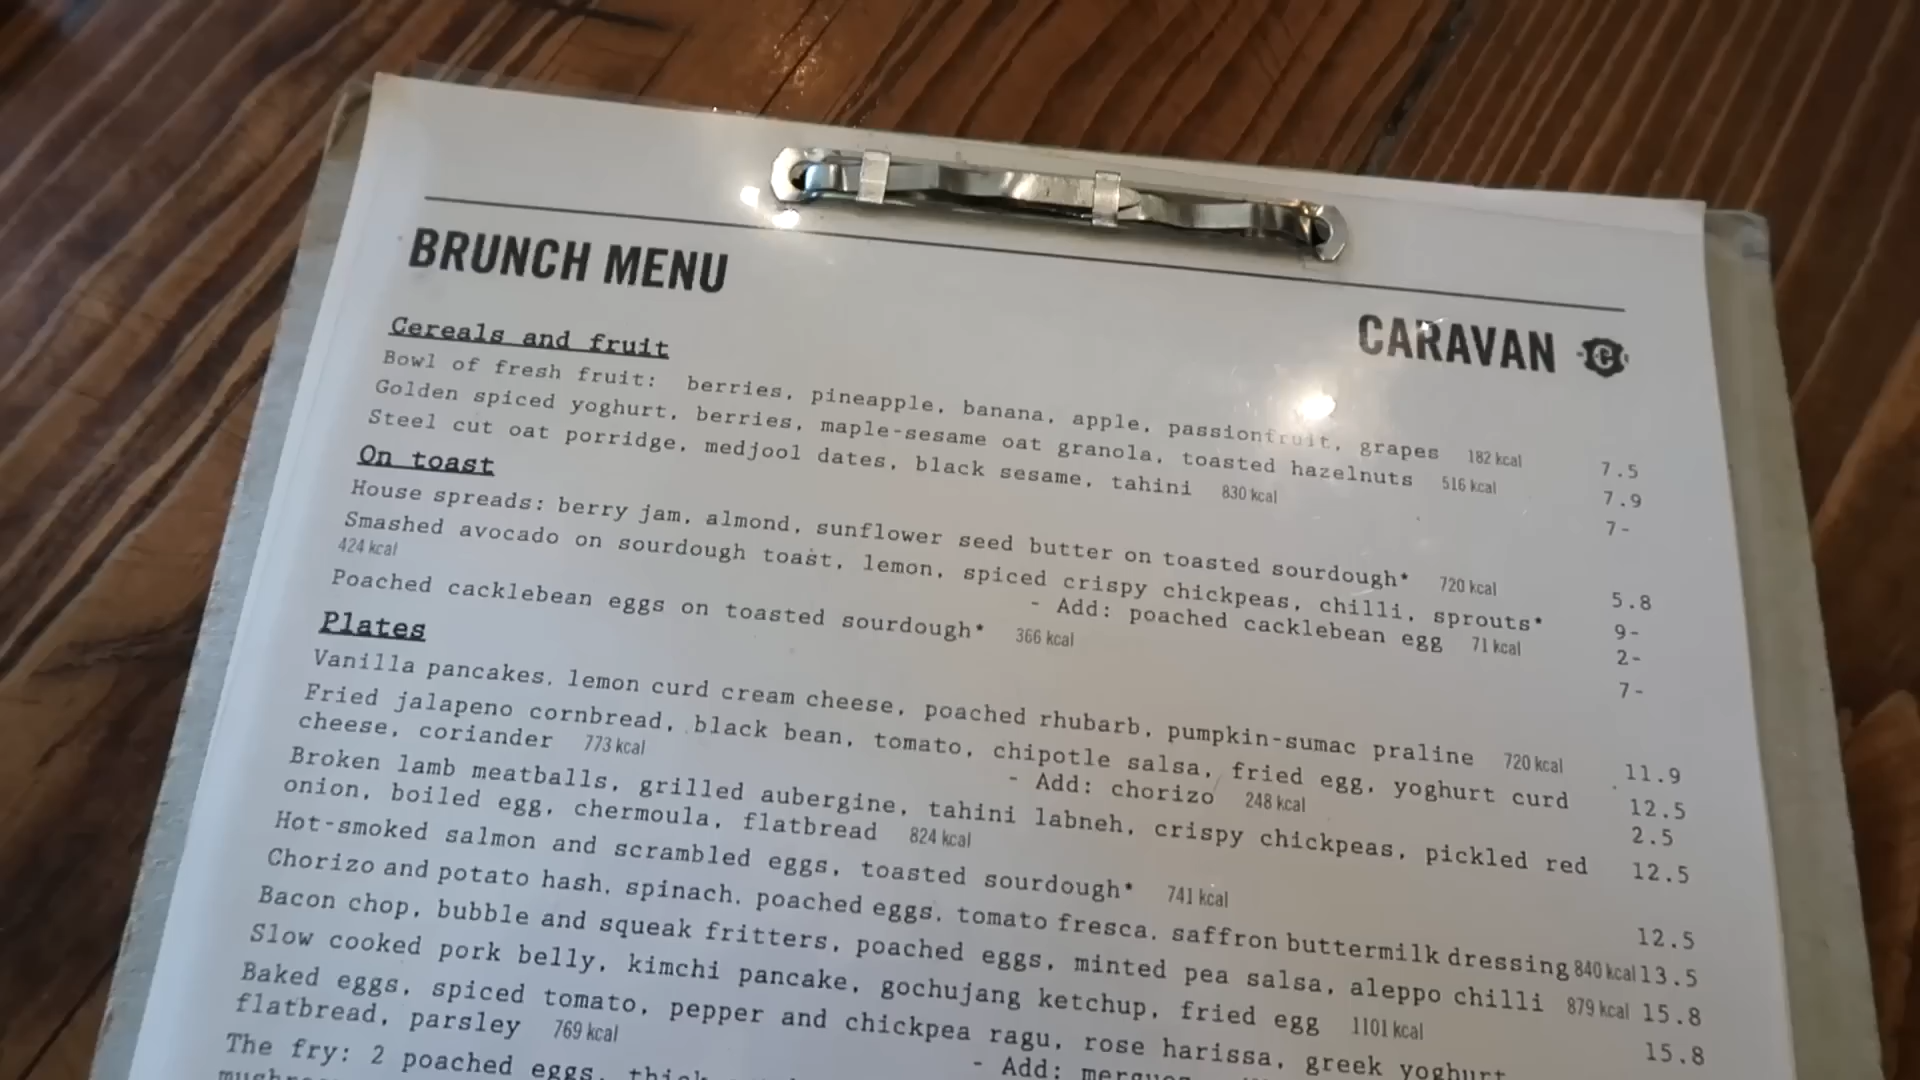 BRUNCH MENU
CARAVAN
Cereals and fruit
Bowl of fresh fruit: berries, pineapple, banana, apple, passionfruit, grapes 182 kcal 7.5
Golden spiced yoghurt, berries, maple-sesame oat granola, toasted hazelnuts 516 kcal 7.9
Steel cut oat porridge, medjool dates, black sesame, tahini 830 kcal 7-
On toast
House spreads: berry jam, almond, sunflower seed butter on toasted sourdough* 720 kcal 5.8
Smashed avocado on sourdough toast, lemon, spiced crispy chickpeas, chilli, sprouts* 9-
424 kcal
- Add: poached cacklebean egg 71 kcal 2-
Poached cacklebean eggs on toasted sourdough* 366 kcal 7-
Plates
Vanilla pancakes, lemon curd cream cheese, poached rhubarb, pumpkin-sumac praline 720 kcal 11.9
Fried jalapeno cornbread, black bean, tomato, chipotle salsa, fried egg, yoghurt curd 12.5
cheese, coriander 773 kcal
- Add: chorizo 248 kcal 2.5
Broken lamb meatballs, grilled aubergine, tahini labneh, crispy chickpeas, pickled red 12.5
onion, boiled egg, chermoula, flatbread 824 kcal
Hot-smoked salmon and scrambled eggs, toasted sourdough* 741 kcal 12.5
Chorizo and potato hash, spinach, poached eggs, tomato fresca, saffron buttermilk dressing 840 kcal 13.5
Bacon chop, bubble and squeak fritters, poached eggs, minted pea salsa, aleppo chilli 879 kcal 15.8
Slow cooked pork belly, kimchi pancake, gochujang ketchup, fried egg 1101 kcal 15.8
Baked eggs, spiced tomato, pepper and chickpea ragu, rose harissa, greek yoghurt
flatbread, parsley 769 kcal
- Add:
The fry: 2 poached eggs, thick